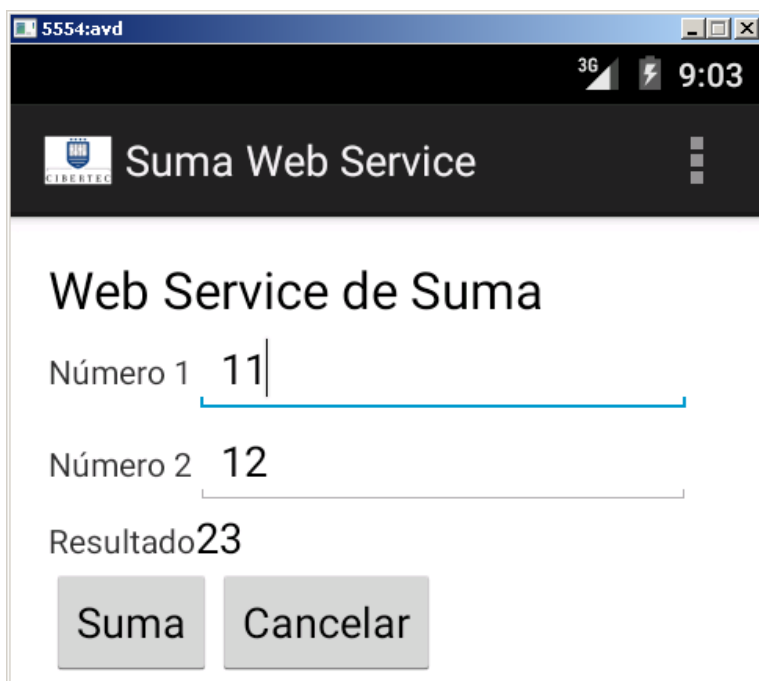 5554:avd
3G 9:03
CIBERTEC Suma Web Service
Web Service de Suma
Número 1 11
Número 2 12
Resultado23
Suma Cancelar